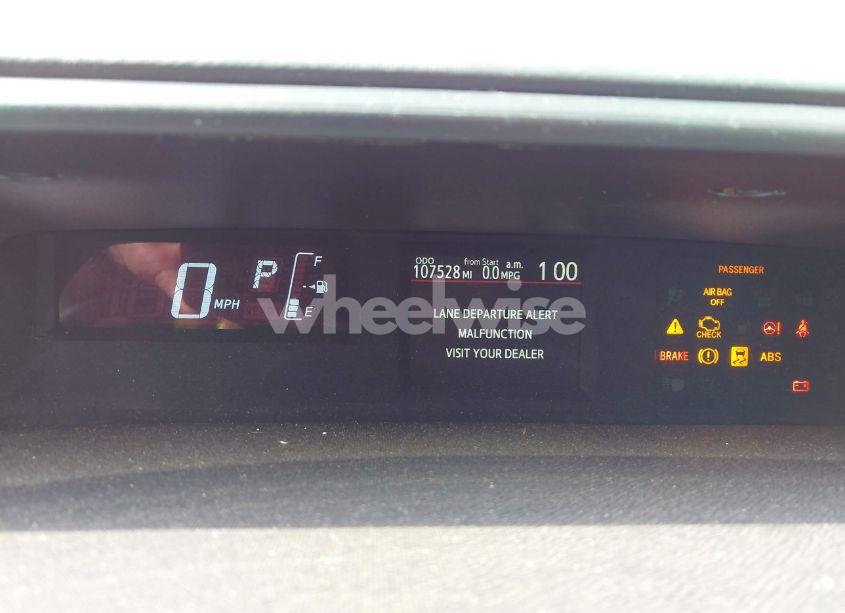 0 MPH
P
F
E
ODO from Start a.m.
107528 MI 0.0 MPG 1 00
LANE DEPARTURE ALERT
MALFUNCTION
VISIT YOUR DEALER
PASSENGER
AIR BAG
OFF
CHECK
BRAKE ABS
wheelwise